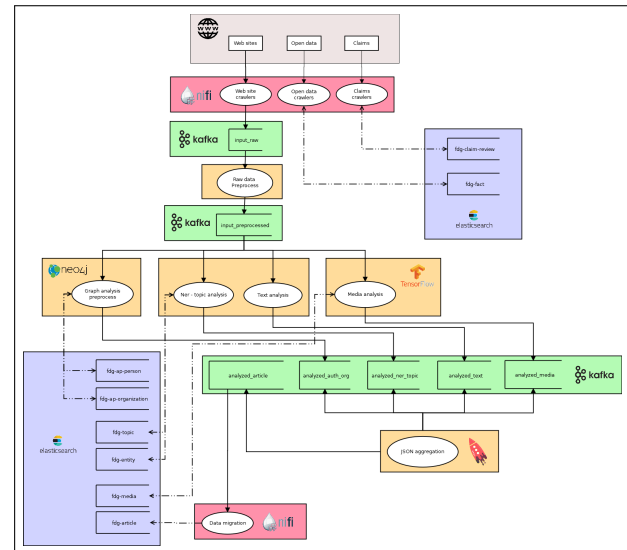 WWW
Web sites
Open data
Claims
nifi
Web site
crawlers
Open data
crawlers
Claims
crawlers
kafka
input_raw
fdg-claim-review
Raw data
Preprocess
fdg-fact
kafka
input_preprocessed
elasticsearch
neo4j
Graph analysis
preprocess
Ner - topic analysis
Text analysis
Media analysis
TensorFlow
fdg-ap-person
analyzed_article
analyzed_auth_org
analyzed_ner_topic
analyzed_text
analyzed_media
kafka
fdg-ap-organization
fdg-topic
elasticsearch
fdg-entity
JSON aggregation
fdg-media
fdg-article
Data migration
nifi